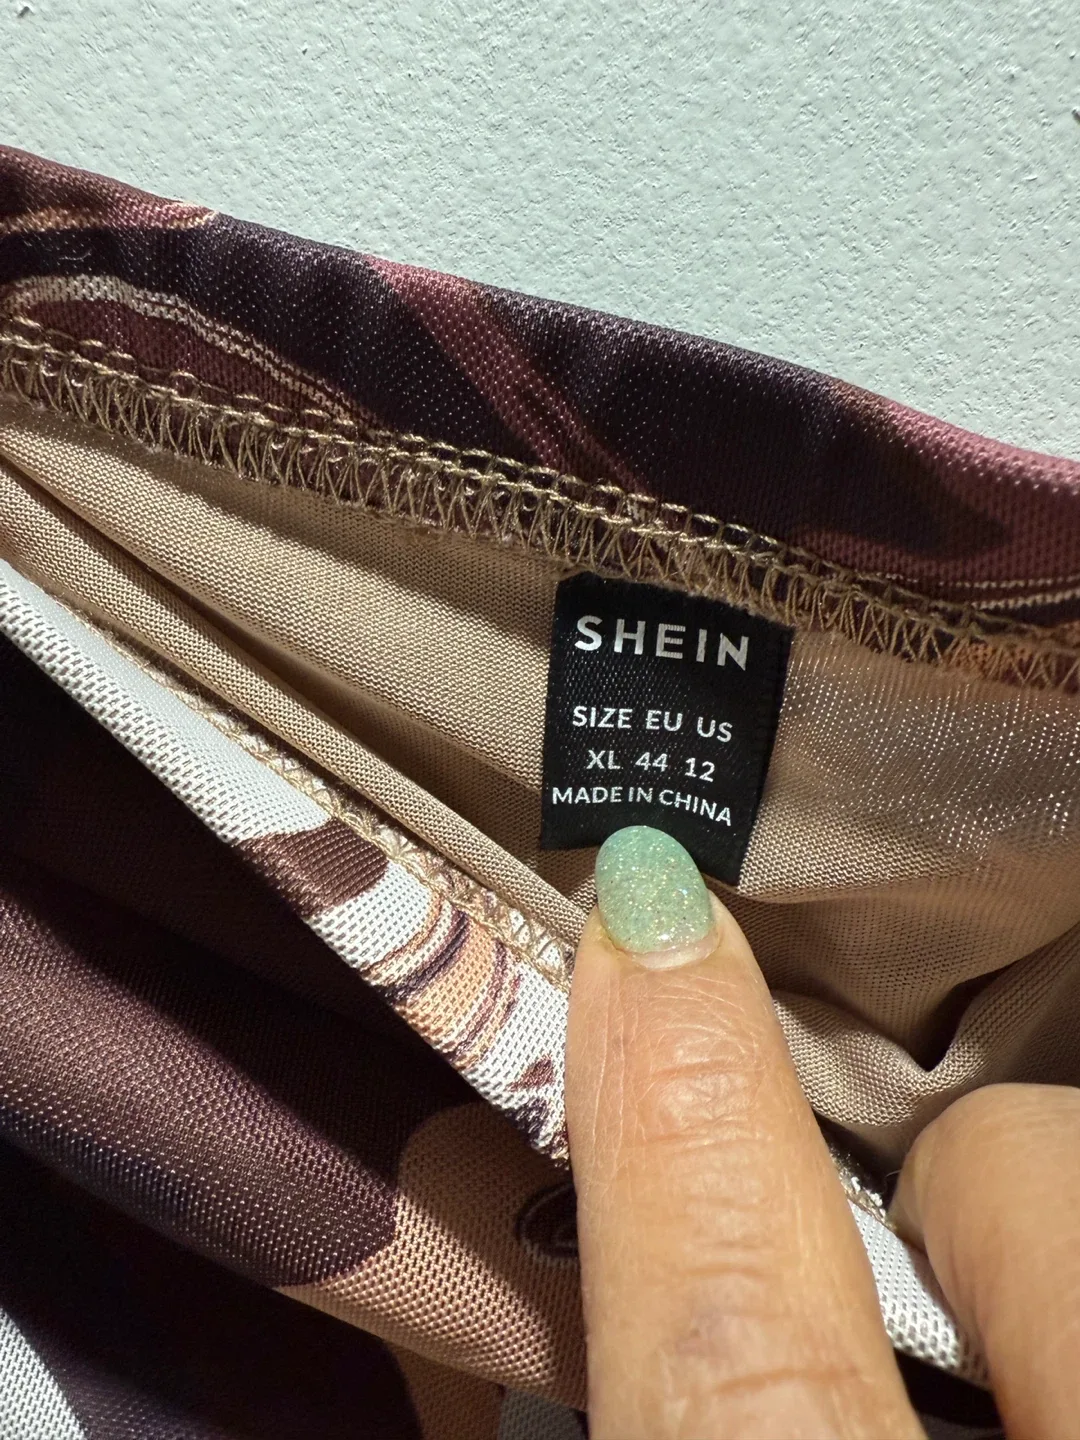 SHEIN
SIZE EU US
XL 44 12
MADE IN CHINA